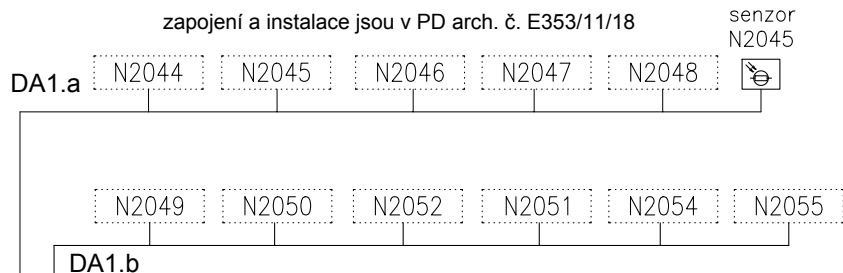 zapojení a instalace jsou v PD arch. č. E353/11/18
senzor
N2045
DA1.a
N2044 N2045 N2046 N2047 N2048
N2049 N2050 N2052 N2051 N2054 N2055
DA1.b